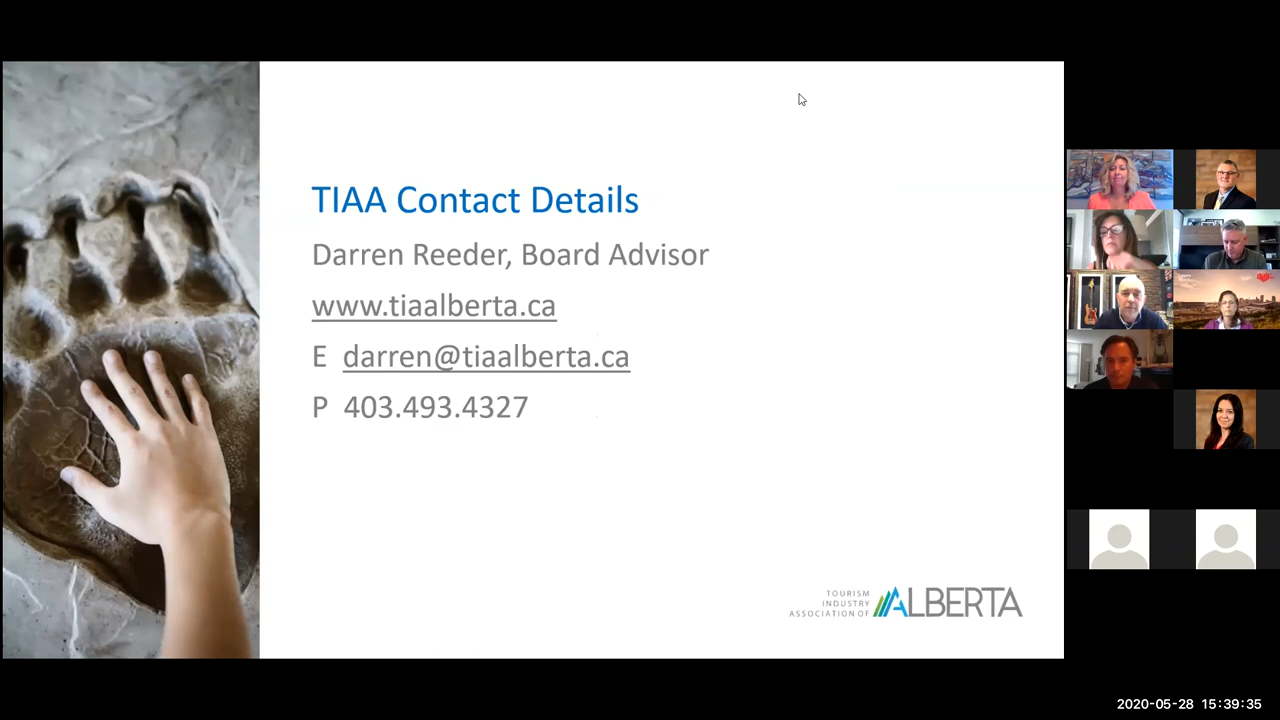 TIAA Contact Details
Darren Reeder, Board Advisor
www.tiaalberta.ca
E darren@tiaalberta.ca
P 403.493.4327
TOURISM
INDUSTRY
ASSOCIATION OF ALBERTA
2020-05-28 15:39:35